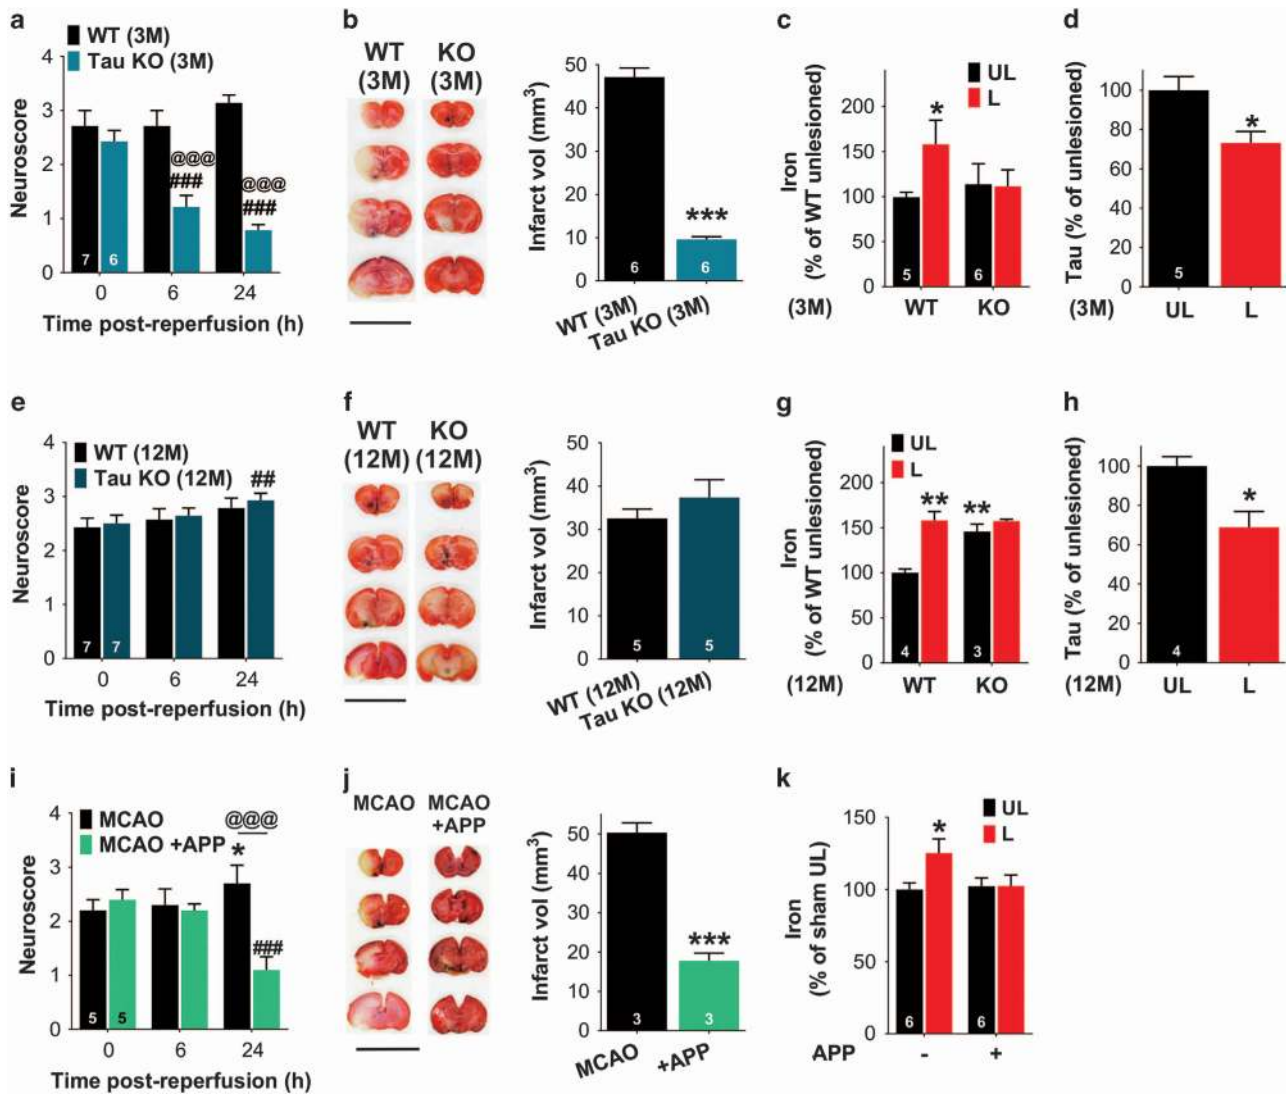 a
WT (3M)
Tau KO (3M)
Neuroscore
4
3
2
1
0
@@@
###
@@@
###
7
6
0
6
24
Time post-reperfusion (h)
b
WT
(3M)
KO
(3M)
Infarct vol (mm³)
50
40
30
20
10
0
***
6
6
WT (3M)
Tau KO (3M)
c
UL
L
Iron
(% of WT unlesioned)
200
150
100
50
0
*
5
6
(3M)
WT
KO
d
Tau (% of unlesioned)
120
100
80
60
40
20
0
*
5
(3M)
UL
L
e
WT (12M)
Tau KO (12M)
Neuroscore
4
3
2
1
0
##
7
7
0
6
24
Time post-reperfusion (h)
f
WT
(12M)
KO
(12M)
Infarct vol (mm³)
50
40
30
20
10
0
5
5
WT (12M)
Tau KO (12M)
g
UL
L
Iron
(% of WT unlesioned)
200
150
100
50
0
**
**
4
3
(12M)
WT
KO
h
Tau (% of unlesioned)
120
100
80
60
40
20
0
*
4
(12M)
UL
L
i
MCAO
MCAO +APP
Neuroscore
4
3
2
1
0
@@@
*
###
5
5
0
6
24
Time post-reperfusion (h)
j
MCAO
MCAO
+APP
Infarct vol (mm³)
60
50
40
30
20
10
0
***
3
3
MCAO
+APP
k
UL
L
Iron
(% of sham UL)
150
100
50
0
*
6
6
APP
-
+